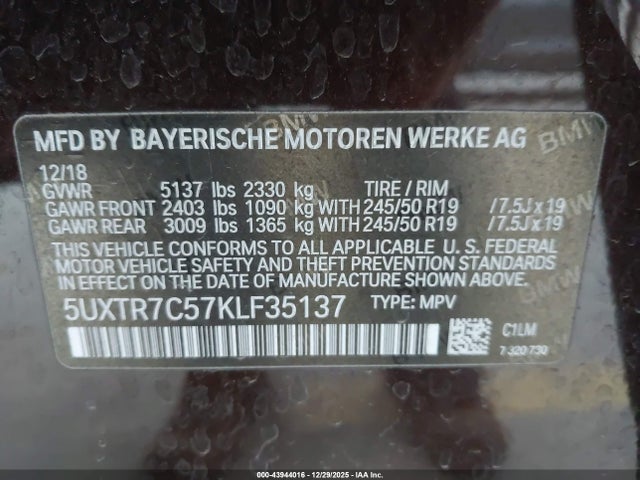 MFD BY BAYERISCHE MOTOREN WERKE AG
12/18
GVWR 5137 lbs 2330 kg TIRE / RIM
GAWR FRONT 2403 lbs 1090 kg WITH 245/50 R19 /7.5J x 19
GAWR REAR 3009 lbs 1365 kg WITH 245/50 R19 /7.5J x 19
THIS VEHICLE CONFORMS TO ALL APPLICABLE U. S. FEDERAL
MOTOR VEHICLE SAFETY AND THEFT PREVENTION STANDARDS
IN EFFECT ON THE DATE OF MANUFACTURE SHOWN ABOVE.
5UXTR7C57KLF35137 TYPE: MPV
C1LM
7 320 730
BMW
BMW
BMW
000-43944016 - 12/29/2025 - IAA Inc.